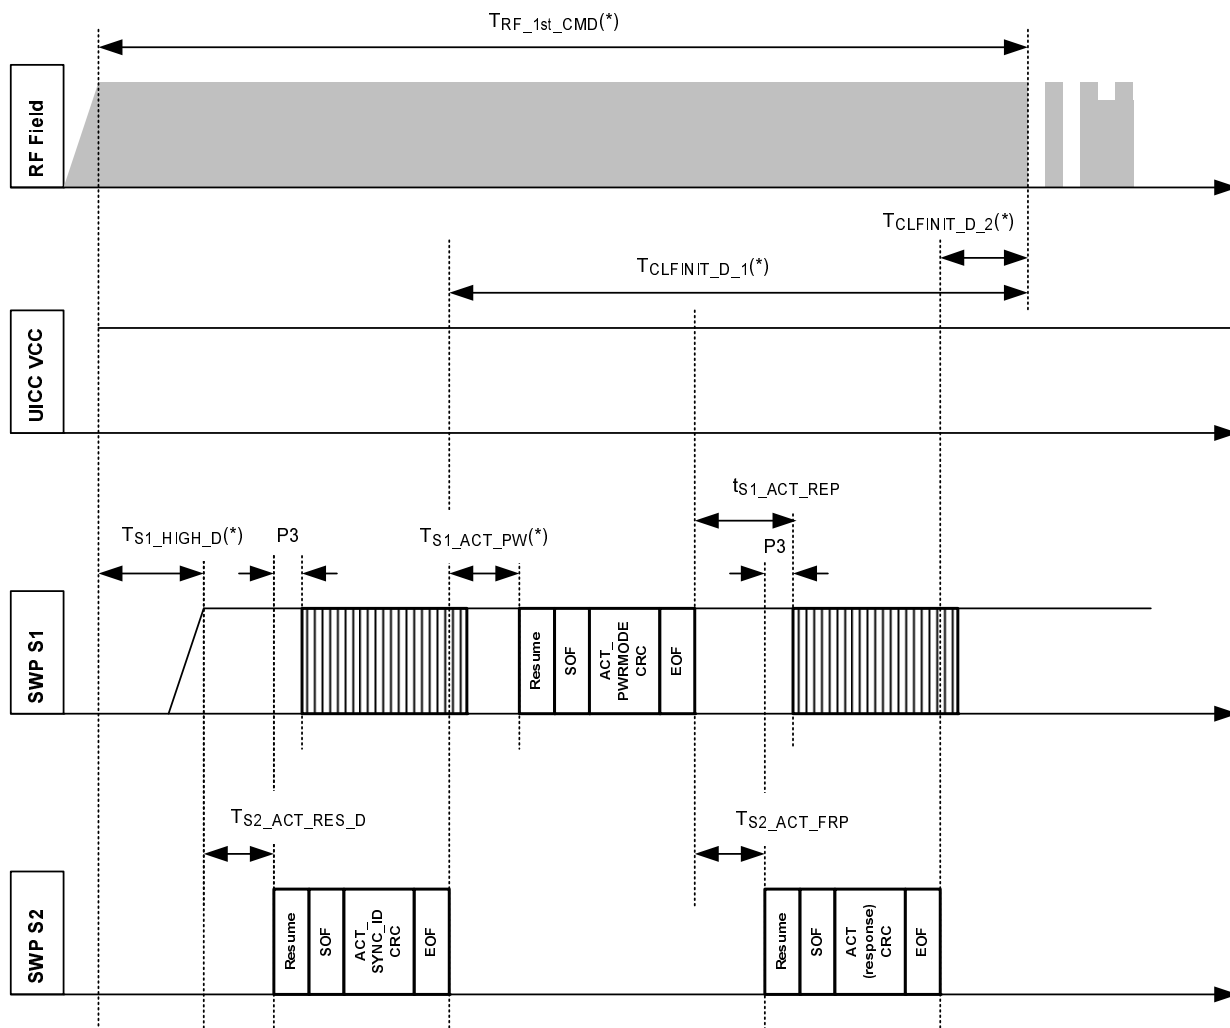 TRF_1st_CMD(*)
RF Field
TCLFINIT_D_2(*)
TCLFINIT_D_1(*)
UICC VCC
tS1_ACT_REP
TS1_HIGH_D(*)
P3
TS1_ACT_PW(*)
P3
SWP S1
Resume
SOF
ACT_
PWRMODE
CRC
EOF
TS2_ACT_RES_D
TS2_ACT_FRP
SWP S2
Resume
SOF
ACT_
SYNC_ID
CRC
EOF
Resume
SOF
ACT
(response)
CRC
EOF